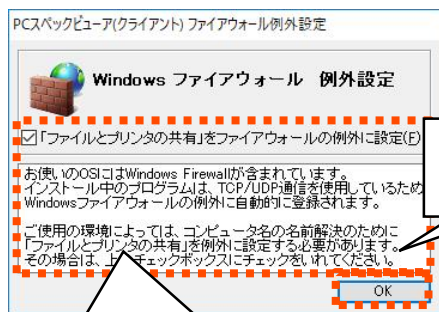 PCスペックビューア(クライアント) ファイアウォール例外設定
Windows ファイアウォール 例外設定
「ファイルとプリンタの共有」をファイアウォールの例外に設定(F)
お使いのOSにはWindows Firewallが含まれています。
インストール中のプログラムは、TCP/UDP通信を使用しているため
Windowsファイアウォールの例外に自動的に登録されます。
ご使用の環境によっては、コンピュータ名の名前解決のために
「ファイルとプリンタの共有」を例外に設定する必要があります。
その場合は、上のチェックボックスにチェックをいれてください。
OK